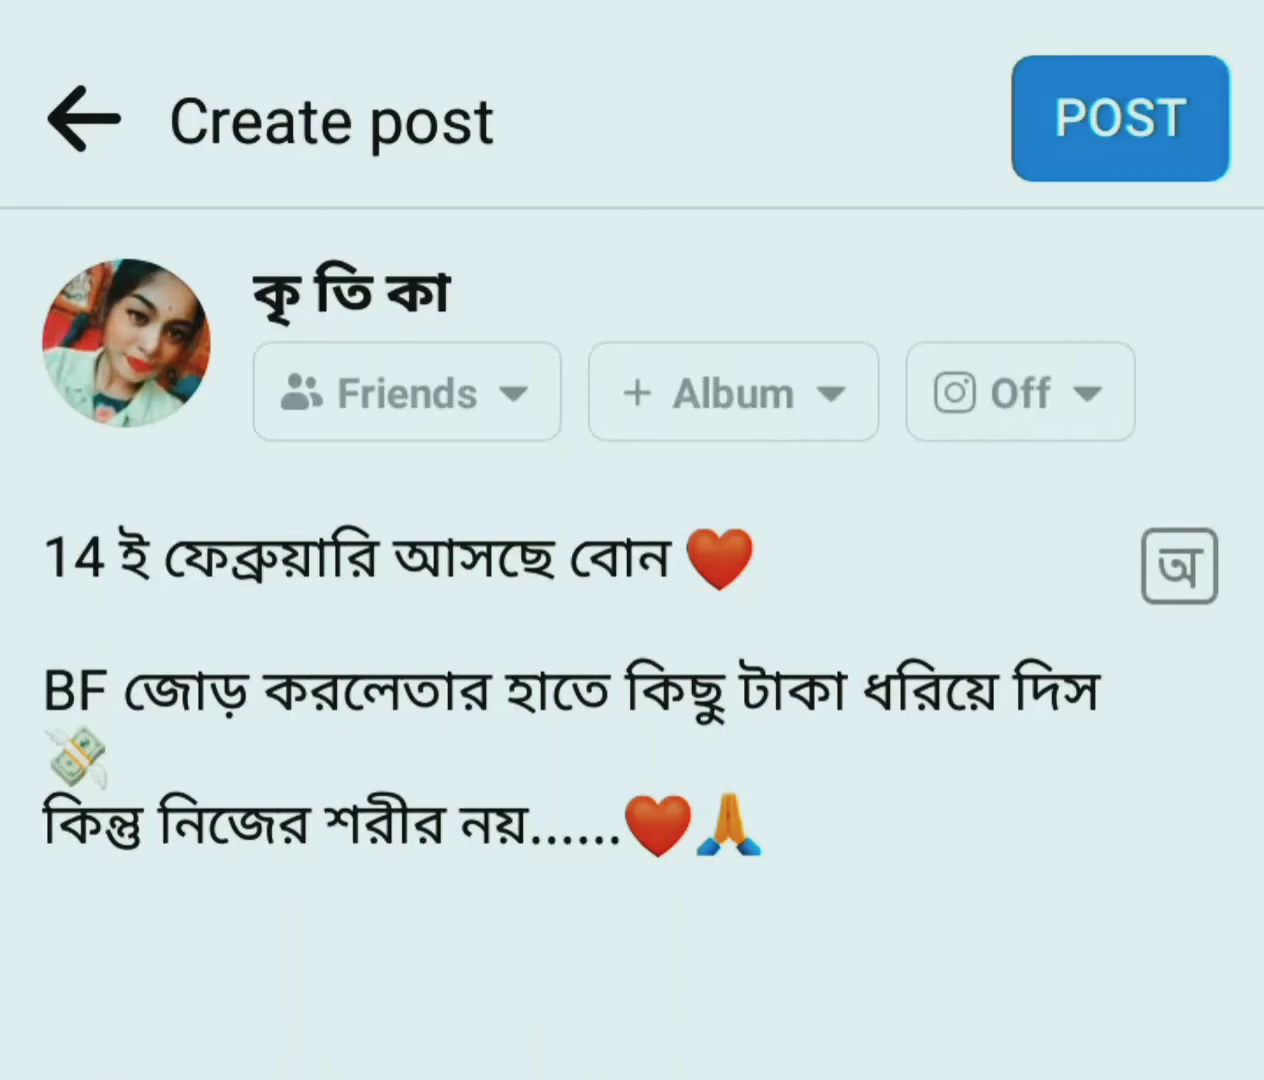 Create post
POST
কৃ তি কা
Friends
+ Album
Off
14 ই ফেব্রুয়ারি আসছে বোন ❤️
অ
BF জোড় করলেতার হাতে কিছু টাকা ধরিয়ে দিস
💸
কিন্তু নিজের শরীর নয়......❤️🙏